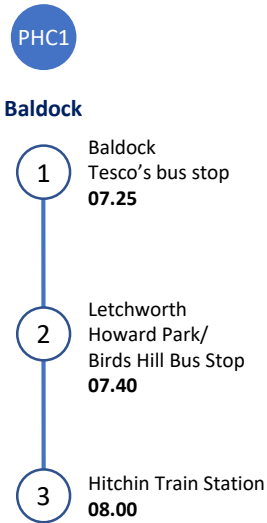 PHC1
Baldock
1
Baldock
Tesco’s bus stop
07.25
2
Letchworth
Howard Park/
Birds Hill Bus Stop
07.40
3
Hitchin Train Station
08.00